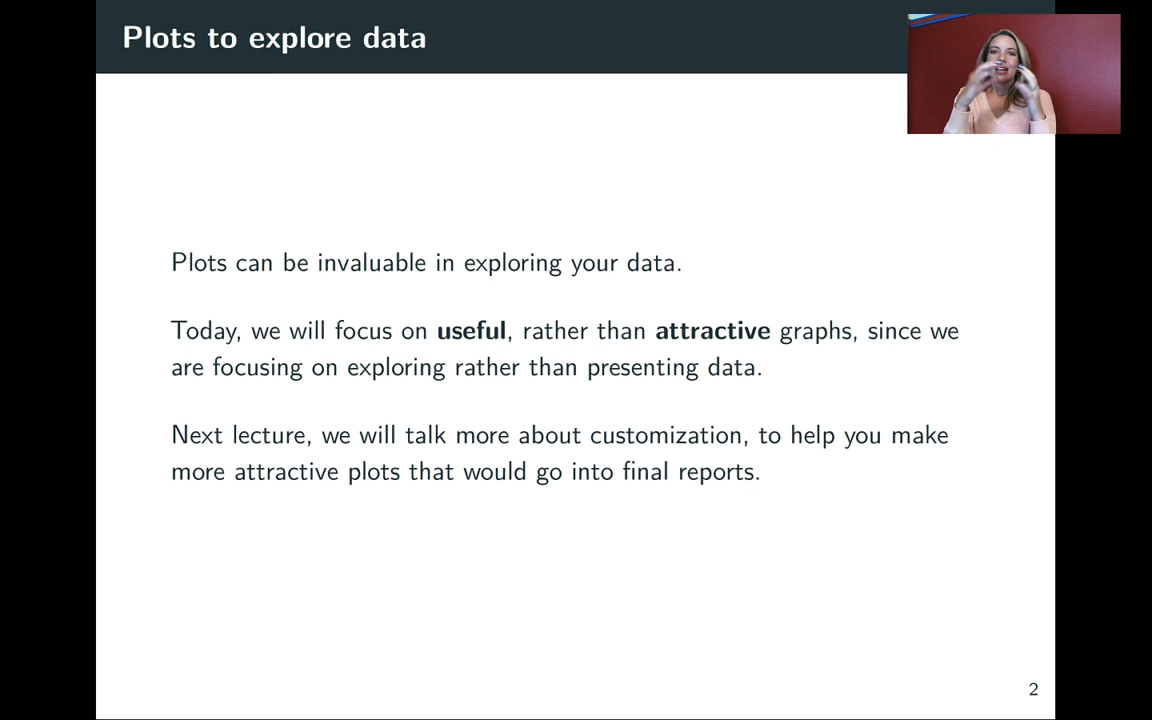 Plots to explore data
Plots can be invaluable in exploring your data.
Today, we will focus on useful, rather than attractive graphs, since we
are focusing on exploring rather than presenting data.
Next lecture, we will talk more about customization, to help you make
more attractive plots that would go into final reports.
2